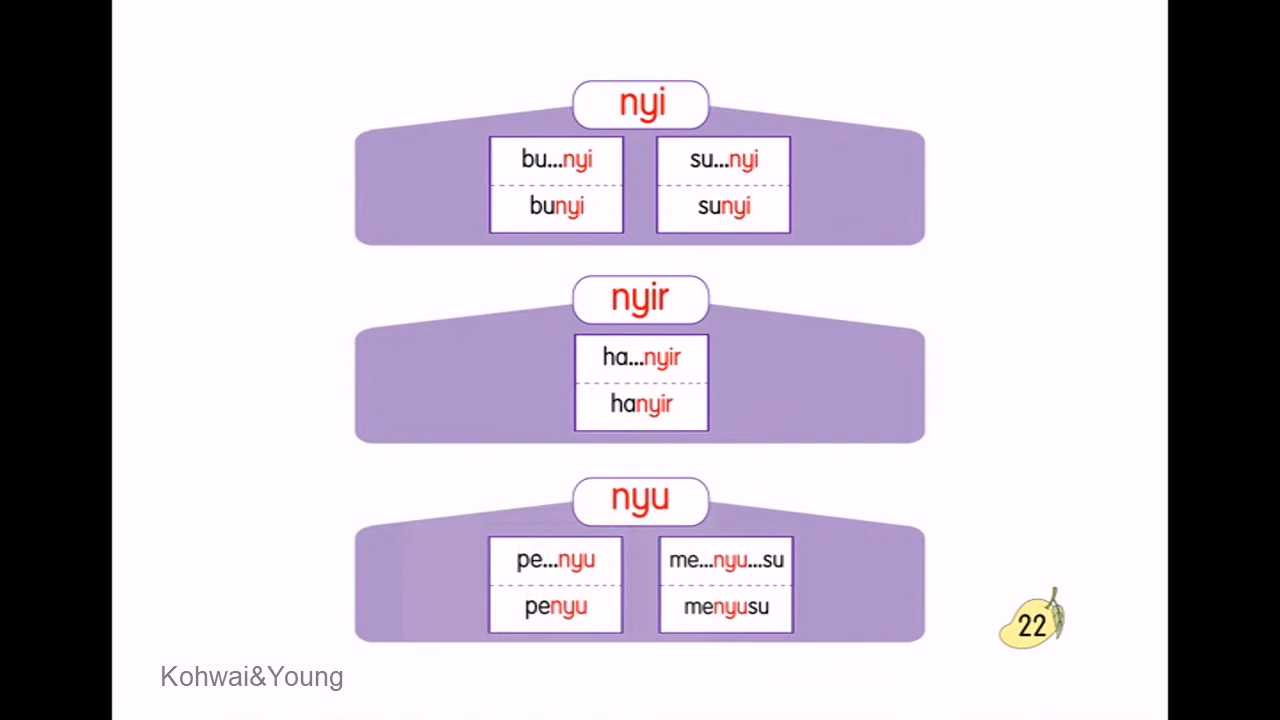 nyi
bu...nyi
bunyi
su...nyi
sunyi
nyir
ha...nyir
hanyir
nyu
pe...nyu
penyu
me...nyu...su
menyusu
22
Kohwai&Young